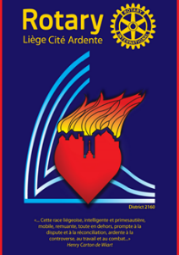 Rotary
Liège Cité Ardente
District 2160
«... Cette race liégeoise, intelligente et primesautière,
mobile, remuante, toute en dehors, prompte à la
dispute et à la réconciliation, ardente à la
controverse, au travail et au combat...»
Henry Carton de Wiart